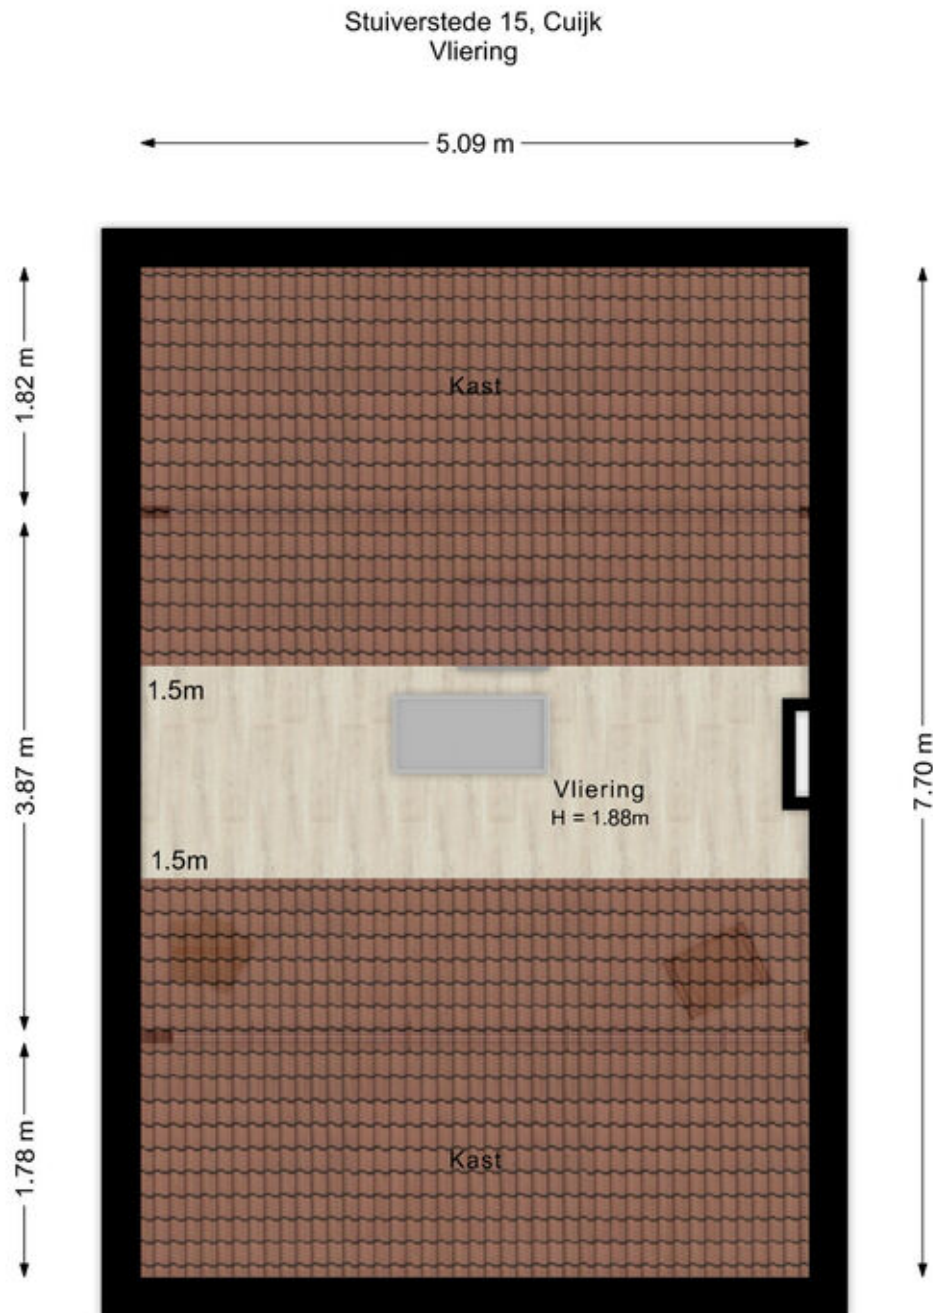 Stuiverstede 15, Cuijk
Vliering
5.09 m
1.82 m
Kast
3.87 m
7.70 m
1.5m
Vliering
H = 1.88m
1.5m
1.78 m
Kast